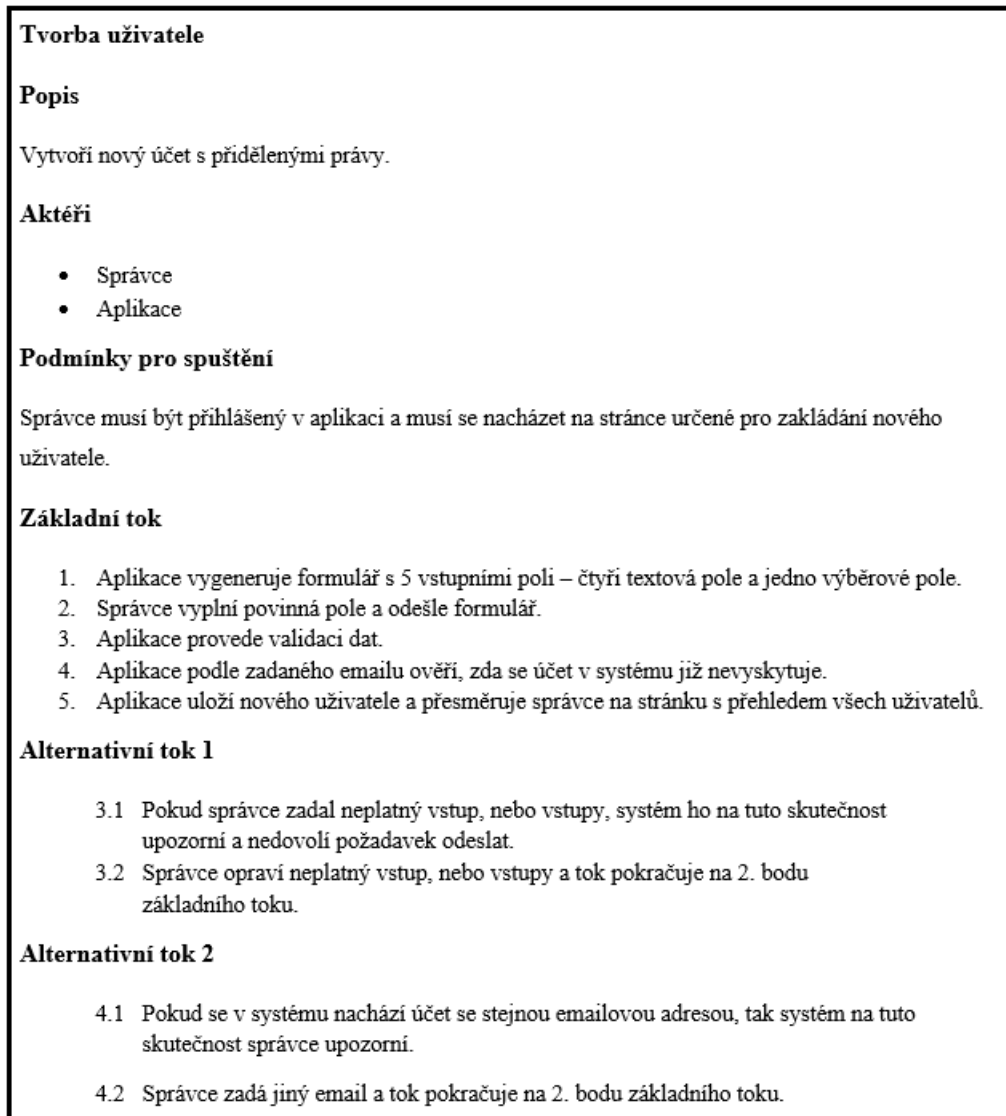 Tvorba uživatele
Popis
Vytvoří nový účet s přidělenými právy.
Aktéři
• Správce
• Aplikace
Podmínky pro spuštění
Správce musí být přihlášený v aplikaci a musí se nacházet na stránce určené pro zakládání nového
uživatele.
Základní tok
1. Aplikace vygeneruje formulář s 5 vstupními poli – čtyři textová pole a jedno výběrové pole.
2. Správce vyplní povinná pole a odešle formulář.
3. Aplikace provede validaci dat.
4. Aplikace podle zadaného emailu ověří, zda se účet v systému již nevyskytuje.
5. Aplikace uloží nového uživatele a přesměruje správce na stránku s přehledem všech uživatelů.
Alternativní tok 1
3.1 Pokud správce zadal neplatný vstup, nebo vstupy, systém ho na tuto skutečnost
upozorní a nedovolí požadavek odeslat.
3.2 Správce opraví neplatný vstup, nebo vstupy a tok pokračuje na 2. bodu
základního toku.
Alternativní tok 2
4.1 Pokud se v systému nachází účet se stejnou emailovou adresou, tak systém na tuto
skutečnost správce upozorní.
4.2 Správce zadá jiný email a tok pokračuje na 2. bodu základního toku.